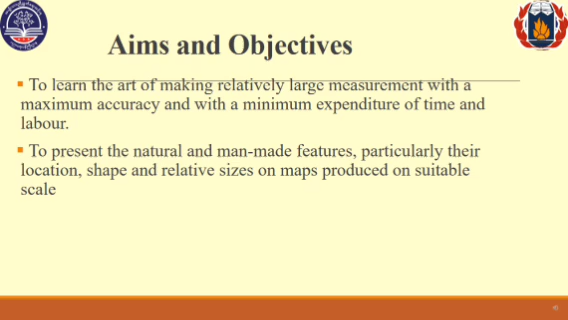 Aims and Objectives
▪ To learn the art of making relatively large measurement with a
maximum accuracy and with a minimum expenditure of time and
labour.
▪ To present the natural and man-made features, particularly their
location, shape and relative sizes on maps produced on suitable
scale